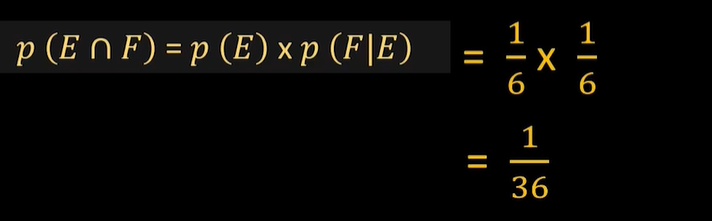 p (E ∩ F) = p (E) x p (F|E) = 1/6 x 1/6
= 1/36